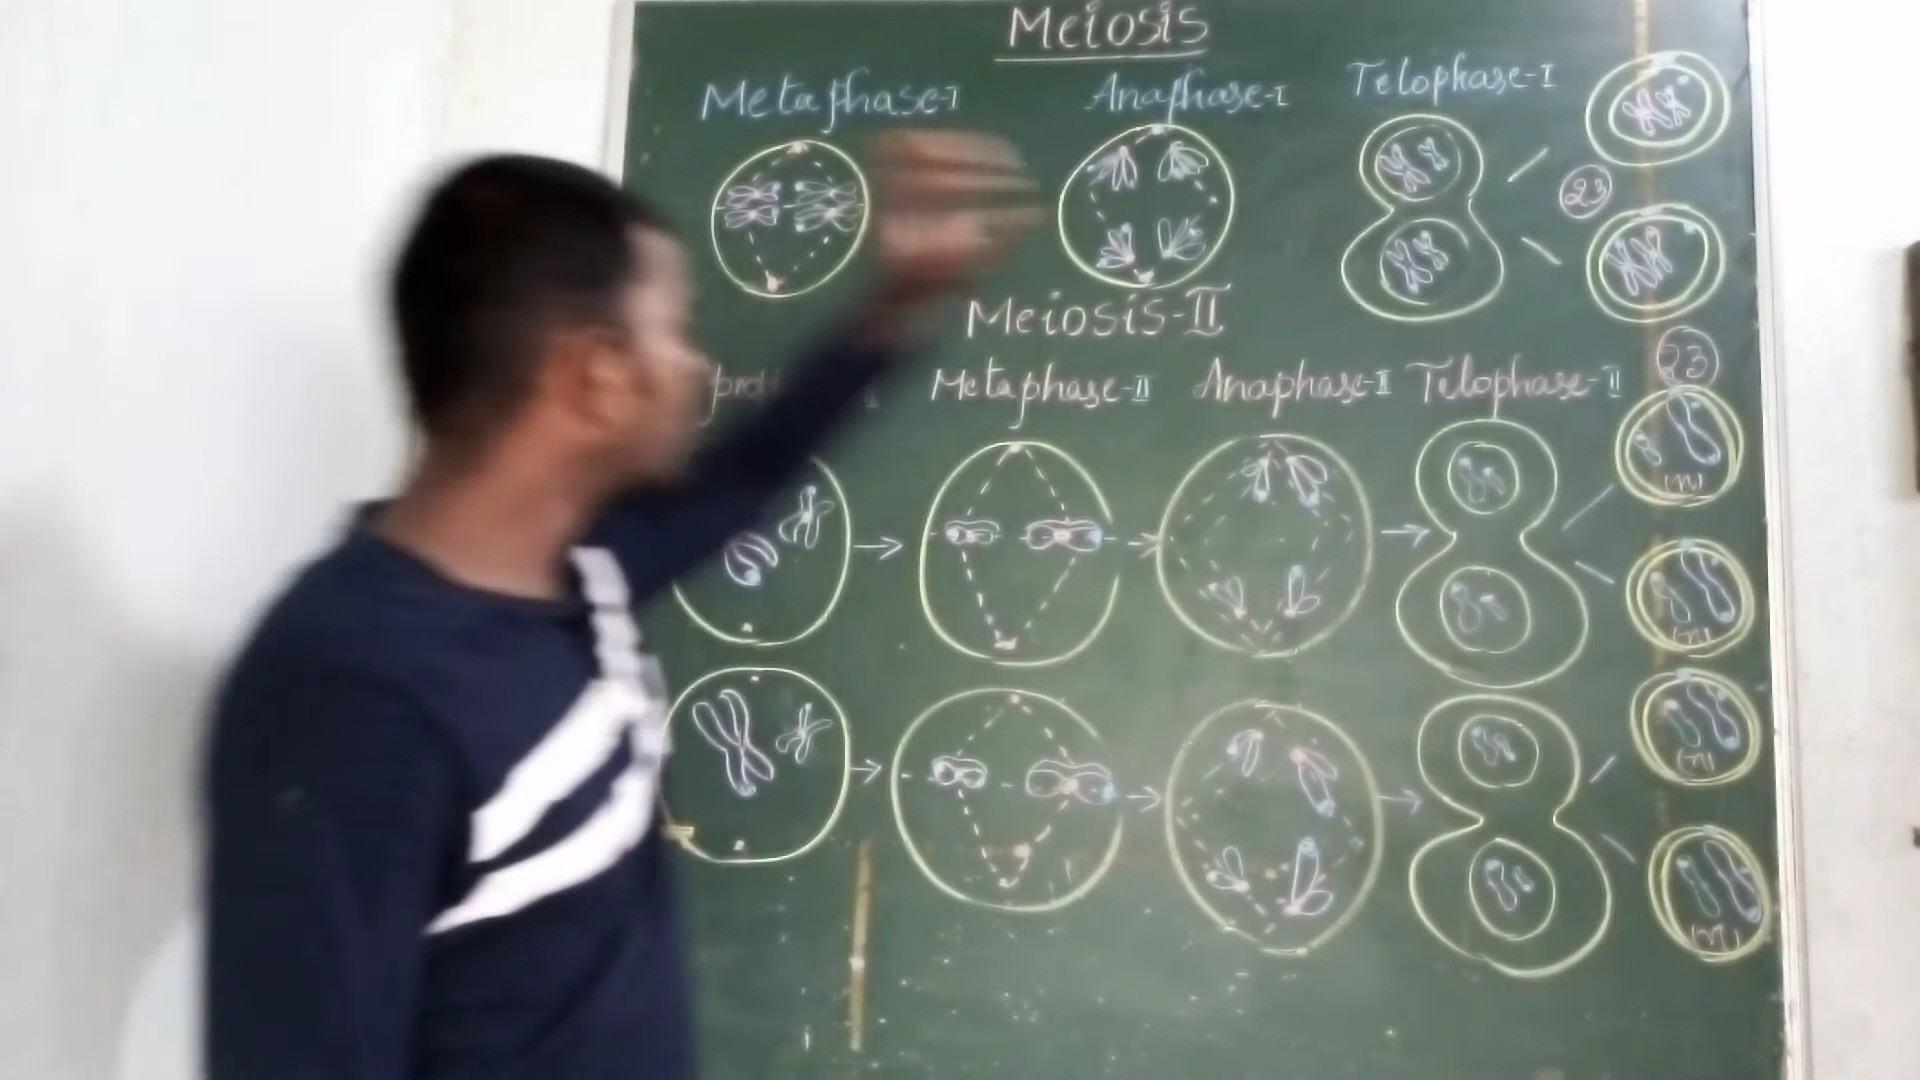 Meiosis
Metaphase-I Anaphase-I Telophase-I
23
Meiosis-II
Metaphase-II Anaphase-II Telophase-II
23
(n)
(n)
(n)
(n)